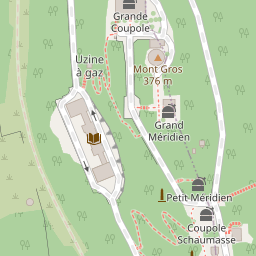 Grande
Coupole
Uzine
à gaz
Mont Gros
376 m
Grand
Méridien
Petit Méridien
Coupole
Schaumasse